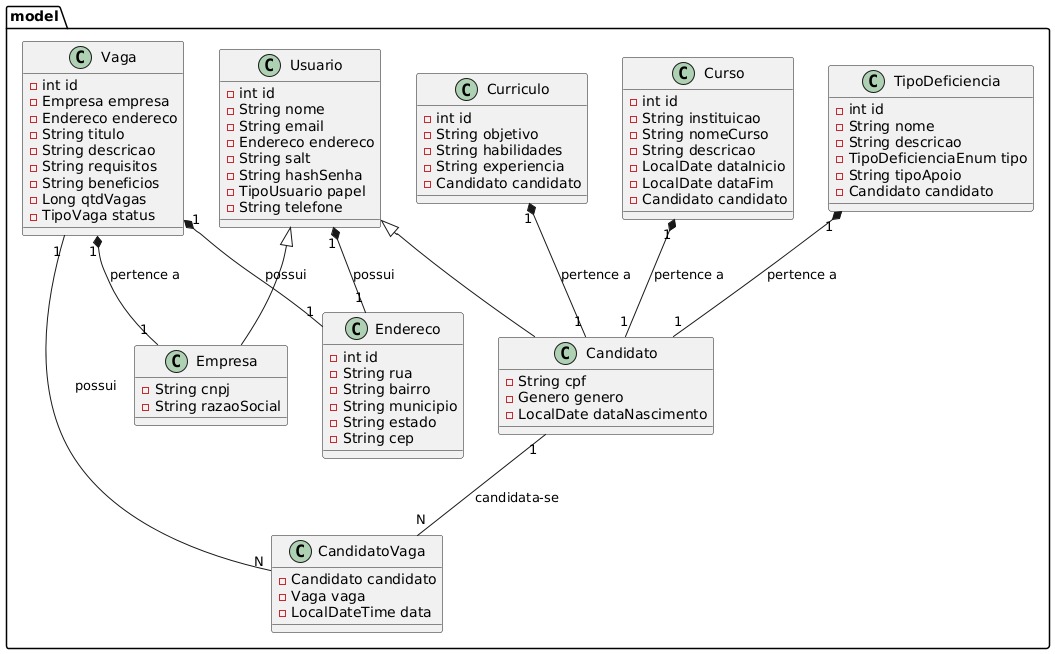 model
C Vaga
int id
Empresa empresa
Endereco endereco
String titulo
String descricao
String requisitos
String beneficios
Long qtdVagas
TipoVaga status
C Usuario
int id
String nome
String email
Endereco endereco
String salt
String hashSenha
TipoUsuario papel
String telefone
C Curriculo
int id
String objetivo
String habilidades
String experiencia
Candidato candidato
C Curso
int id
String instituicao
String nomeCurso
String descricao
LocalDate dataInicio
LocalDate dataFim
Candidato candidato
C TipoDeficiencia
int id
String nome
String descricao
TipoDeficienciaEnum tipo
String tipoApoio
Candidato candidato
1
1
1
1
1
1
1
pertence a
possui
possui
pertence a
pertence a
pertence a
1
1
1
1
1
1
C Empresa
String cnpj
String razaoSocial
C Endereco
int id
String rua
String bairro
String municipio
String estado
String cep
C Candidato
String cpf
Genero genero
LocalDate dataNascimento
possui
1
candidata-se
N
N
C CandidatoVaga
Candidato candidato
Vaga vaga
LocalDateTime data